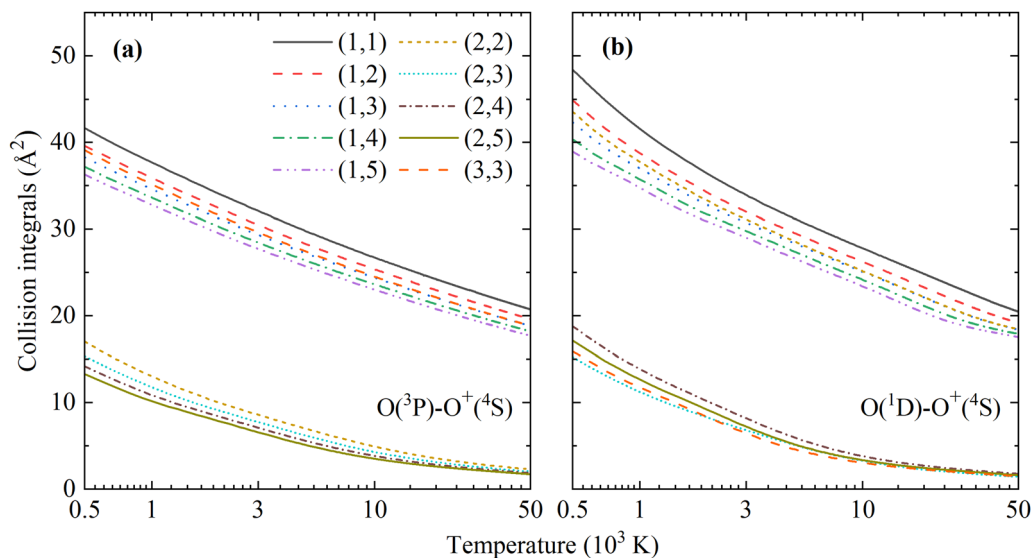 Collision integrals (Å²)
50
40
30
20
10
0
(a)
(1,1) (2,2)
(1,2) (2,3)
(1,3) (2,4)
(1,4) (2,5)
(1,5) (3,3)
O(³P)-O⁺(⁴S)
0.5 1 3 10 50
(b)
O(¹D)-O⁺(⁴S)
0.5 1 3 10 50
Temperature (10³ K)